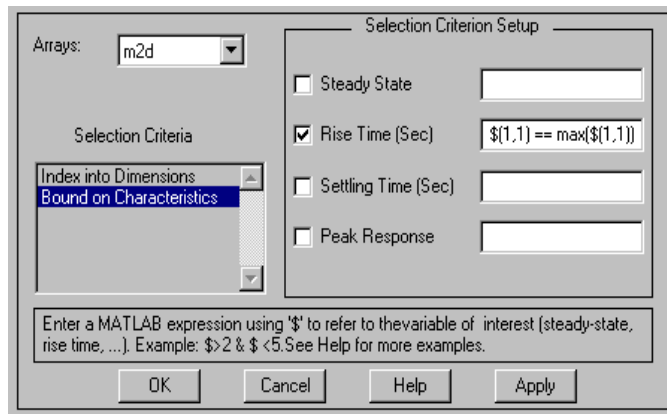 Arrays:
m2d
Selection Criteria
Index into Dimensions
Bound on Characteristics
Selection Criterion Setup
Steady State
Rise Time (Sec)
$(1,1) == max($(1,1))
Settling Time (Sec)
Peak Response
Enter a MATLAB expression using '$' to refer to thevariable of interest (steady-state,
rise time, ...). Example: $>2 & $ <5.See Help for more examples.
OK
Cancel
Help
Apply